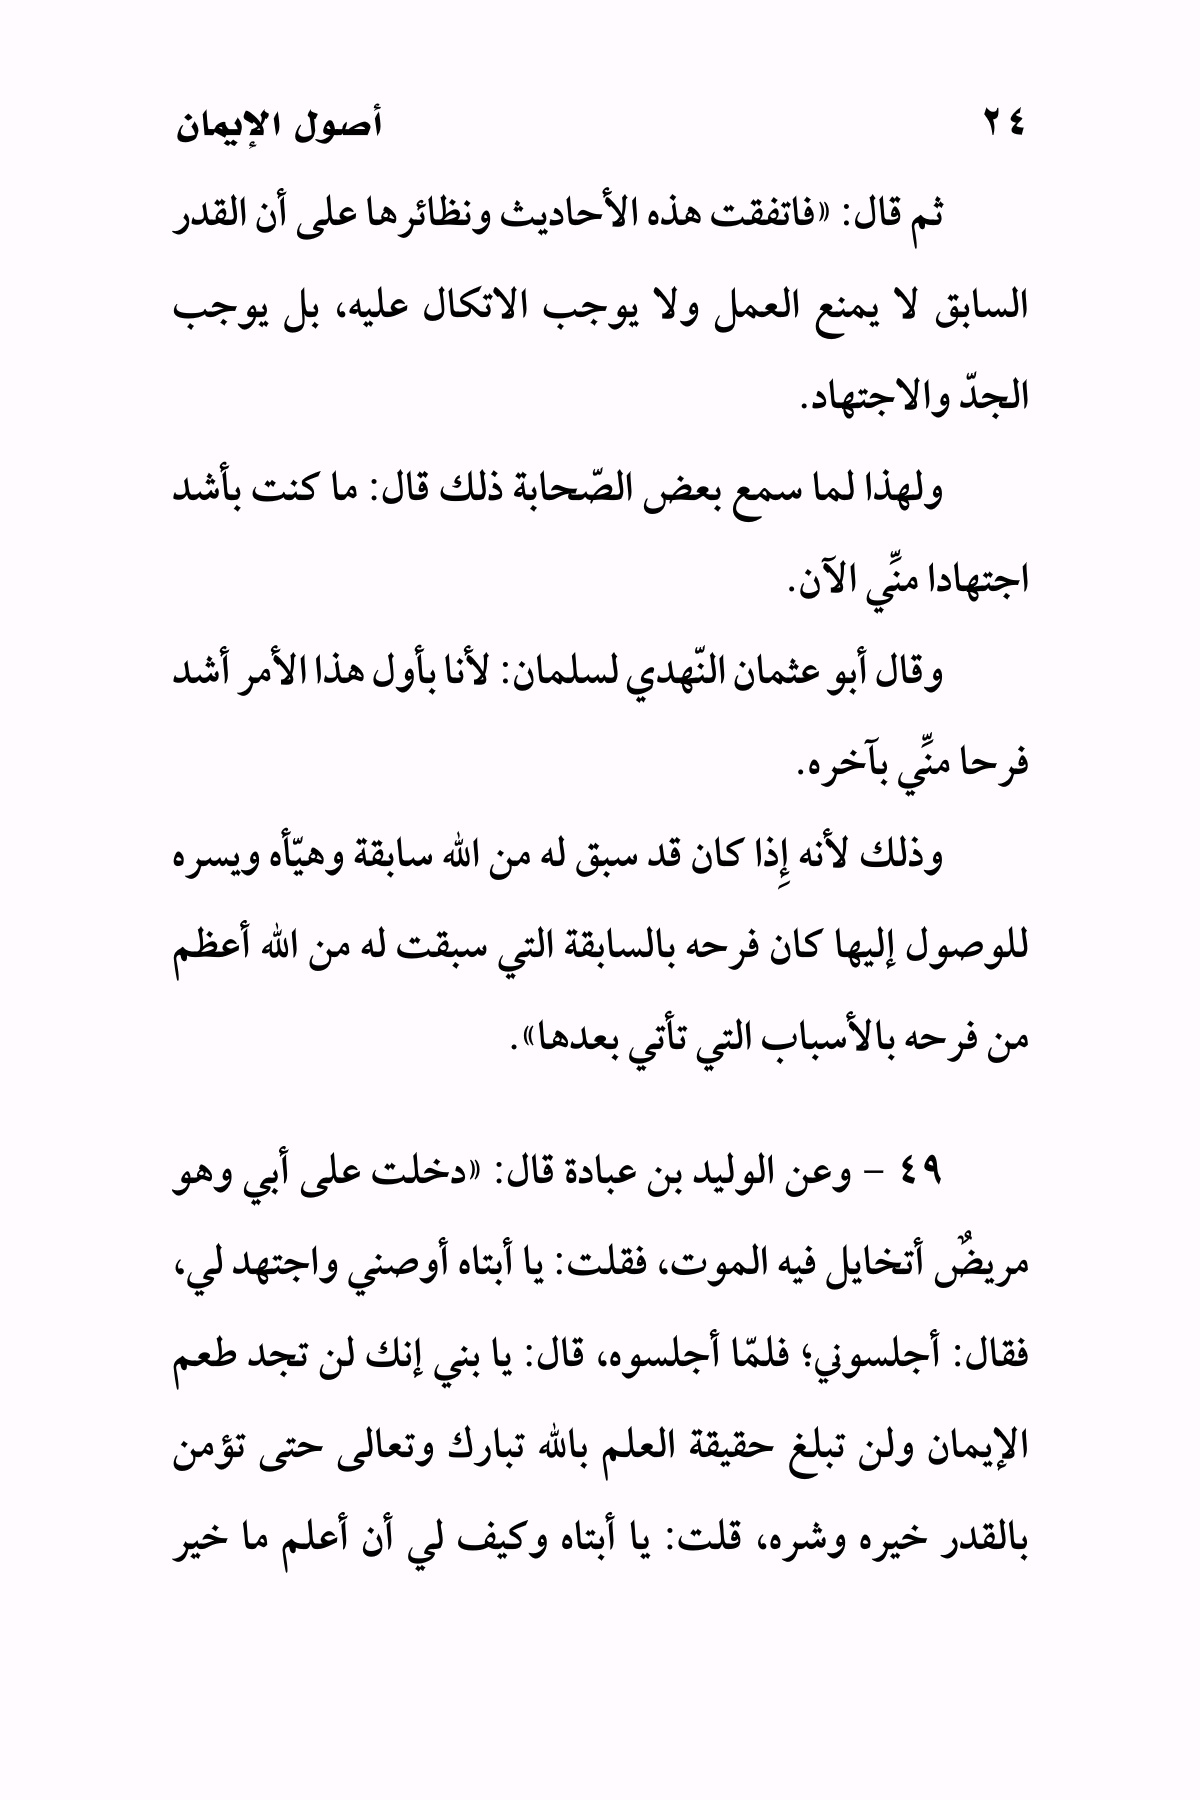 ٢٤ أصول الإيمان
ثم قال: «فاتفقت هذه الأحاديث ونظائرها على أن القدر
السابق لا يمنع العمل ولا يوجب الاتكال عليه، بل يوجب
الجدّ والاجتهاد.
ولهذا لما سمع بعض الصّحابة ذلك قال: ما كنت بأشد
اجتهادا منِّي الآن.
وقال أبو عثمان النّهدي لسلمان: لأنا بأول هذا الأمر أشد
فرحا منِّي بآخره.
وذلك لأنه إِذا كان قد سبق له من الله سابقة وهيّأه ويسره
للوصول إليها كان فرحه بالسابقة التي سبقت له من الله أعظم
من فرحه بالأسباب التي تأتي بعدها».
٤٩ – وعن الوليد بن عبادة قال: «دخلت على أبي وهو
مريضٌ أتخايل فيه الموت، فقلت: يا أبتاه أوصني واجتهد لي،
فقال: أجلسوني؛ فلمّا أجلسوه، قال: يا بني إنك لن تجد طعم
الإيمان ولن تبلغ حقيقة العلم بالله تبارك وتعالى حتى تؤمن
بالقدر خيره وشره، قلت: يا أبتاه وكيف لي أن أعلم ما خير